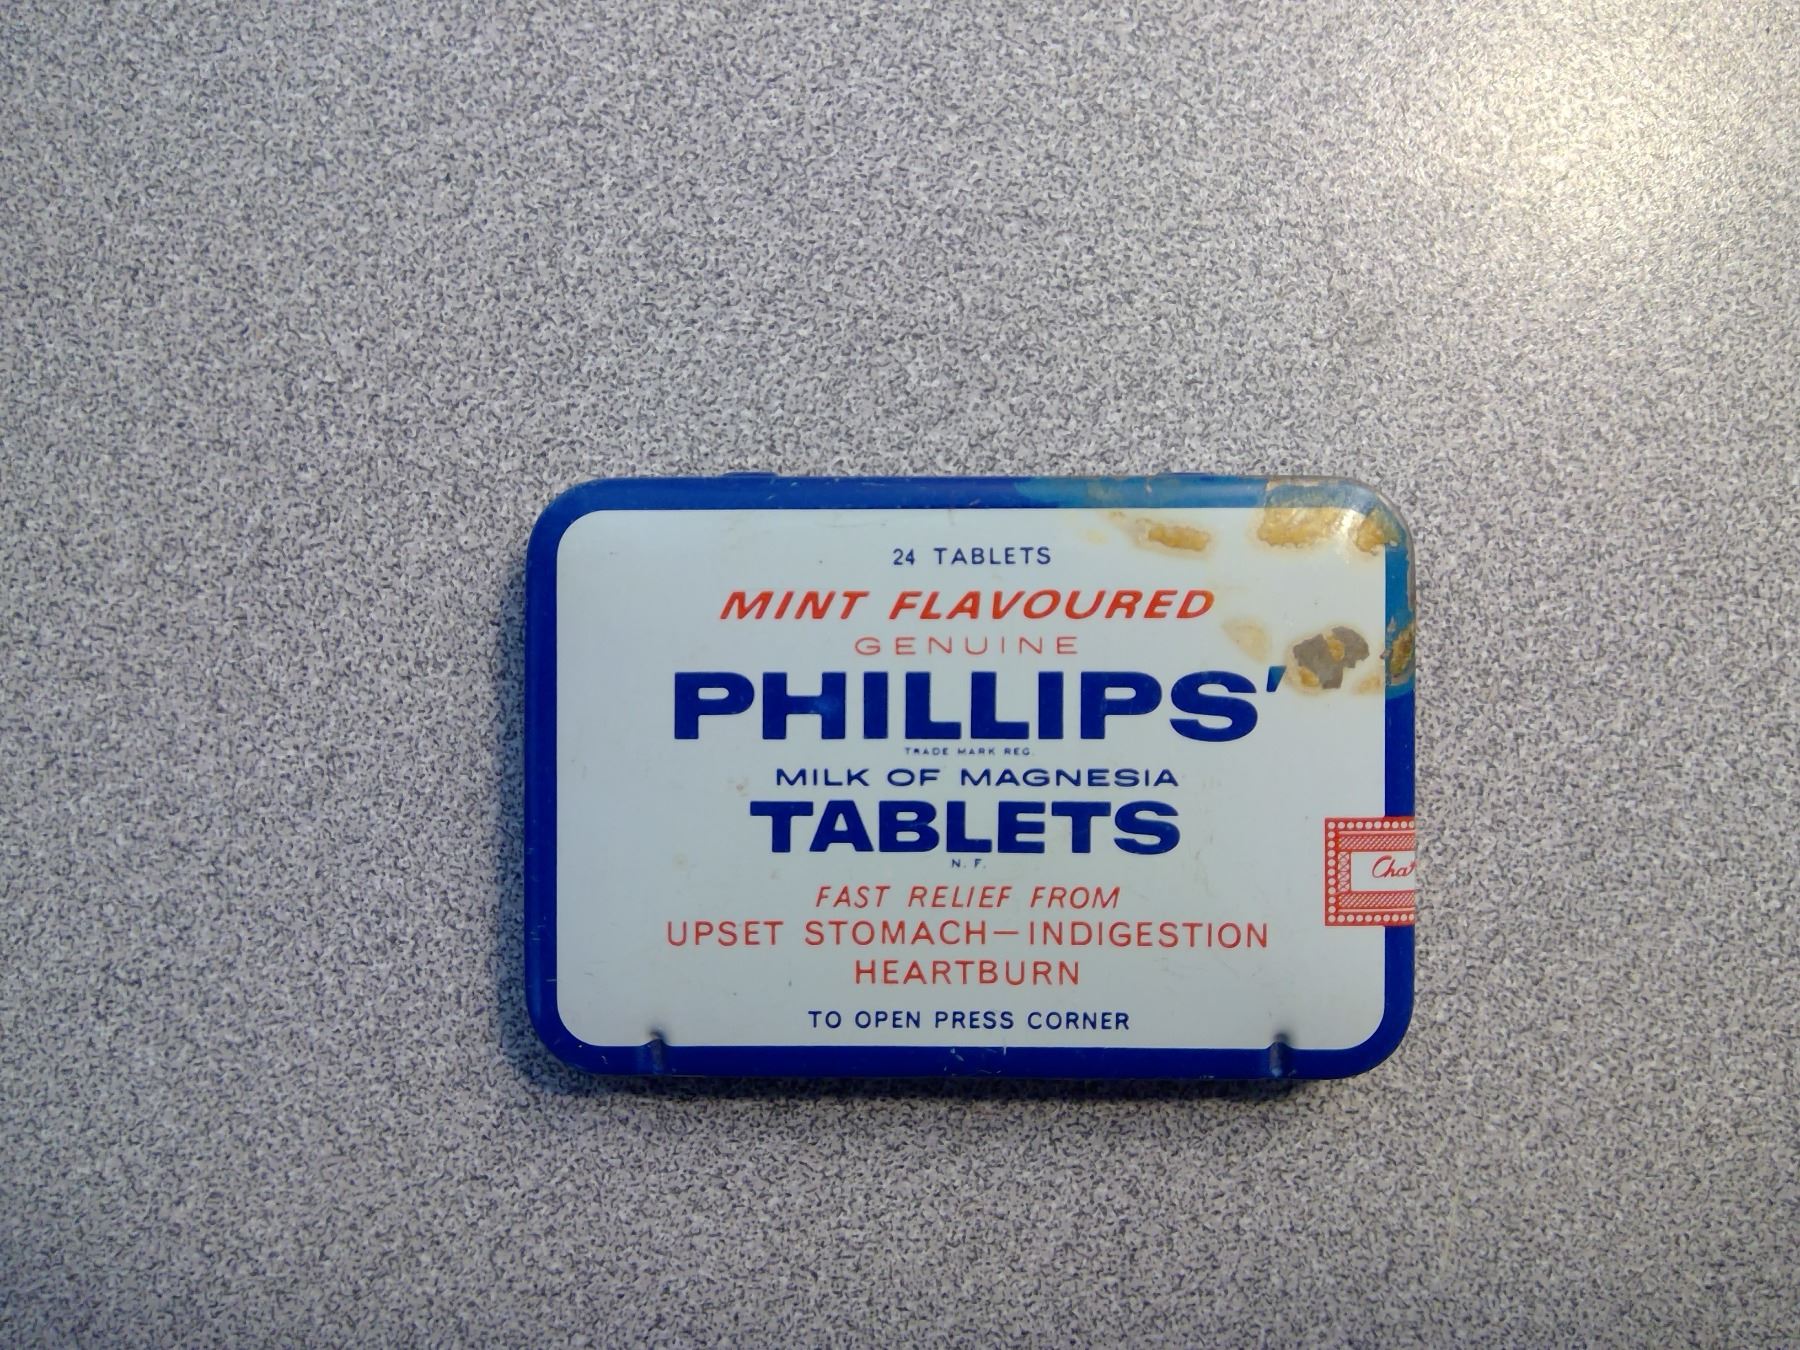 24 TABLETS
MINT FLAVOURED
GENUINE
PHILLIPS'
TRADE MARK REG.
MILK OF MAGNESIA
TABLETS
N. F.
FAST RELIEF FROM
UPSET STOMACH—INDIGESTION
HEARTBURN
TO OPEN PRESS CORNER